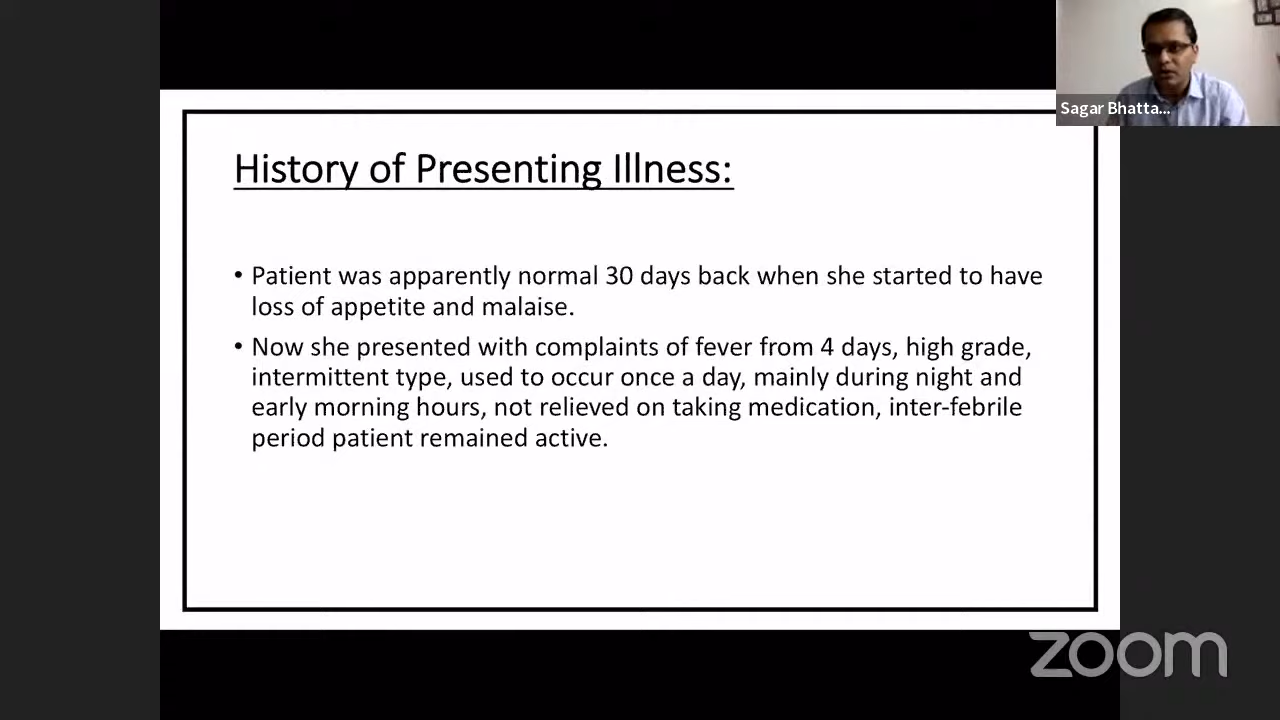 Sagar Bhatta...
History of Presenting Illness:
• Patient was apparently normal 30 days back when she started to have
loss of appetite and malaise.
• Now she presented with complaints of fever from 4 days, high grade,
intermittent type, used to occur once a day, mainly during night and
early morning hours, not relieved on taking medication, inter-febrile
period patient remained active.
zoom